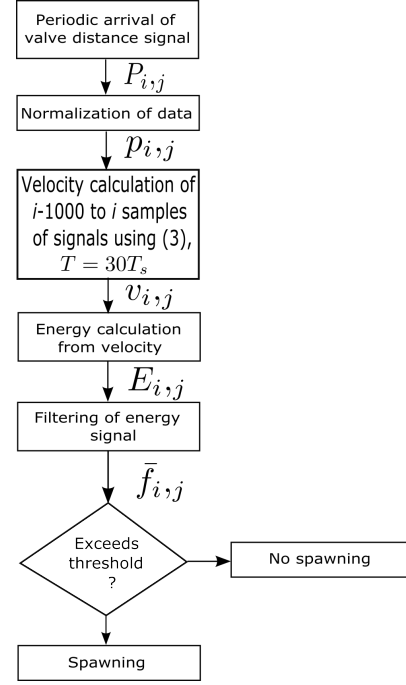 Periodic arrival of
valve distance signal
P_{i,j}
Normalization of data
p_{i,j}
Velocity calculation of
i-1000 to i samples
of signals using (3),
T = 30T_s
v_{i,j}
Energy calculation
from velocity
E_{i,j}
Filtering of energy
signal
f̄_{i,j}
Exceeds
threshold
?
No spawning
Spawning